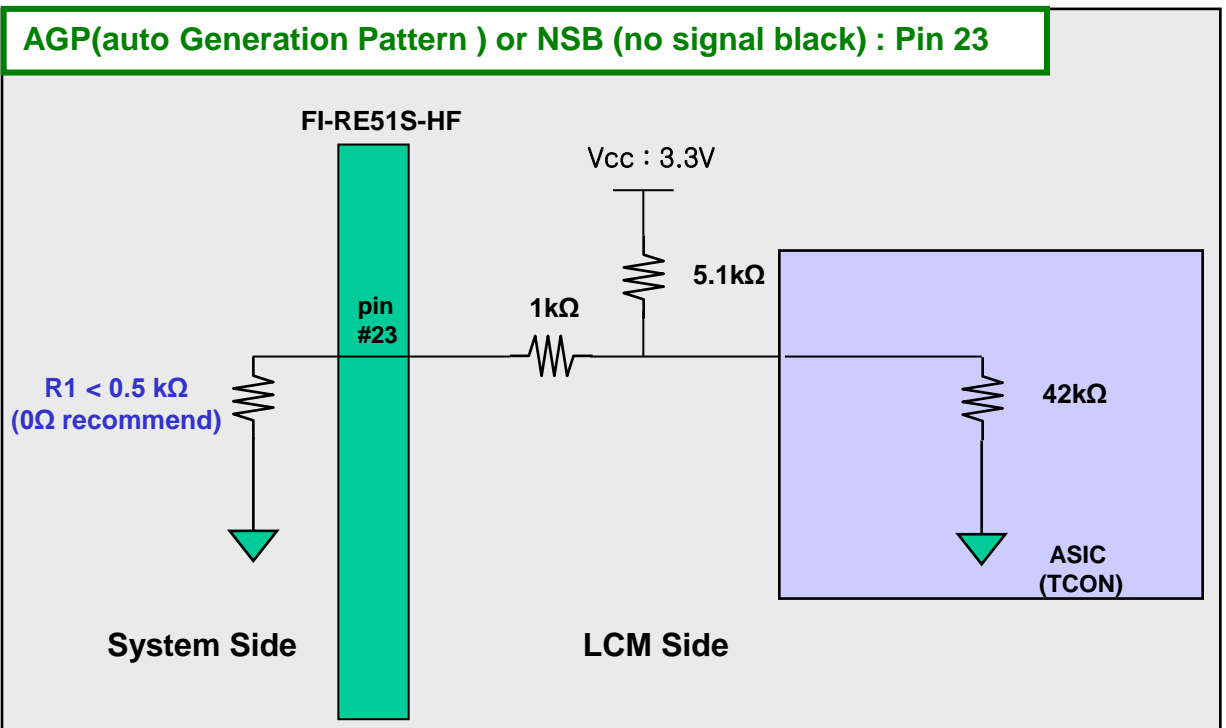 AGP(auto Generation Pattern ) or NSB (no signal black) : Pin 23
FI-RE51S-HF
Vcc : 3.3V
5.1kΩ
1kΩ
pin
#23
R1 < 0.5 kΩ
(0Ω recommend)
42kΩ
ASIC
(TCON)
System Side
LCM Side